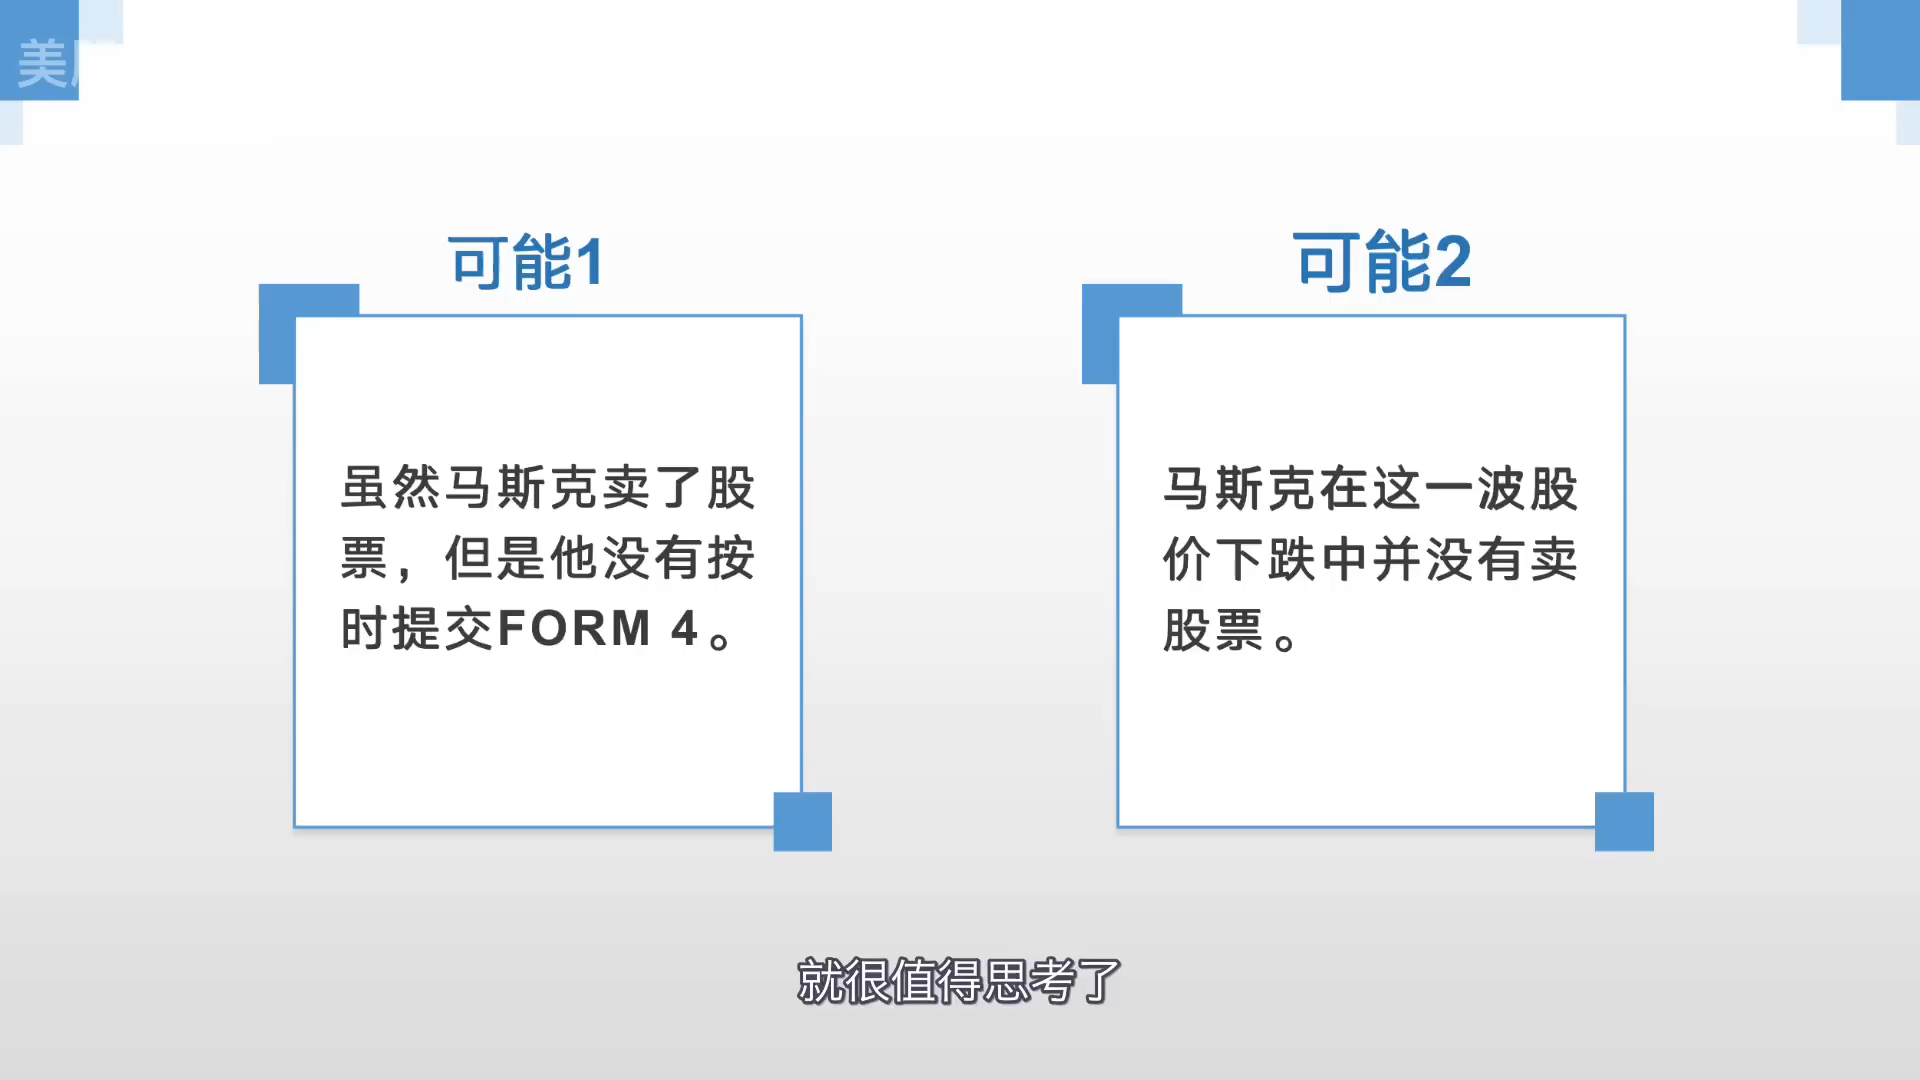 美
可能1
虽然马斯克卖了股
票，但是他没有按
时提交FORM 4。
可能2
马斯克在这一波股
价下跌中并没有卖
股票。
就很值得思考了